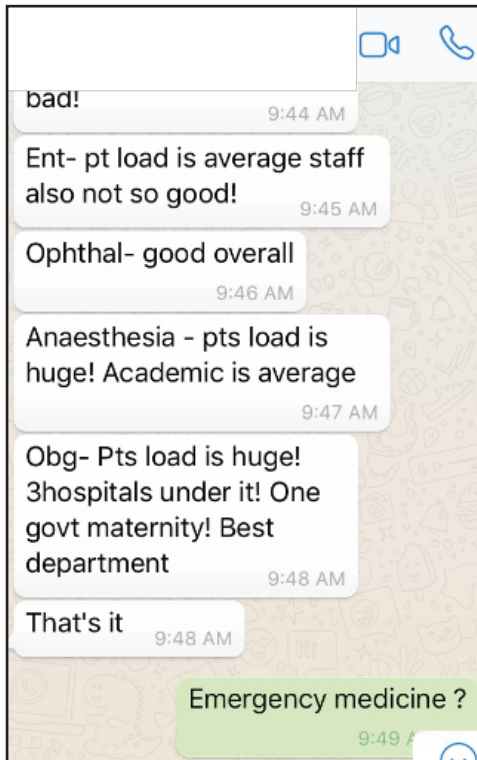 bad!
9:44 AM
Ent- pt load is average staff
also not so good!
9:45 AM
Ophthal- good overall
9:46 AM
Anaesthesia - pts load is
huge! Academic is average
9:47 AM
Obg- Pts load is huge!
3hospitals under it! One
govt maternity! Best
department
9:48 AM
That's it
9:48 AM
Emergency medicine ?
9:49